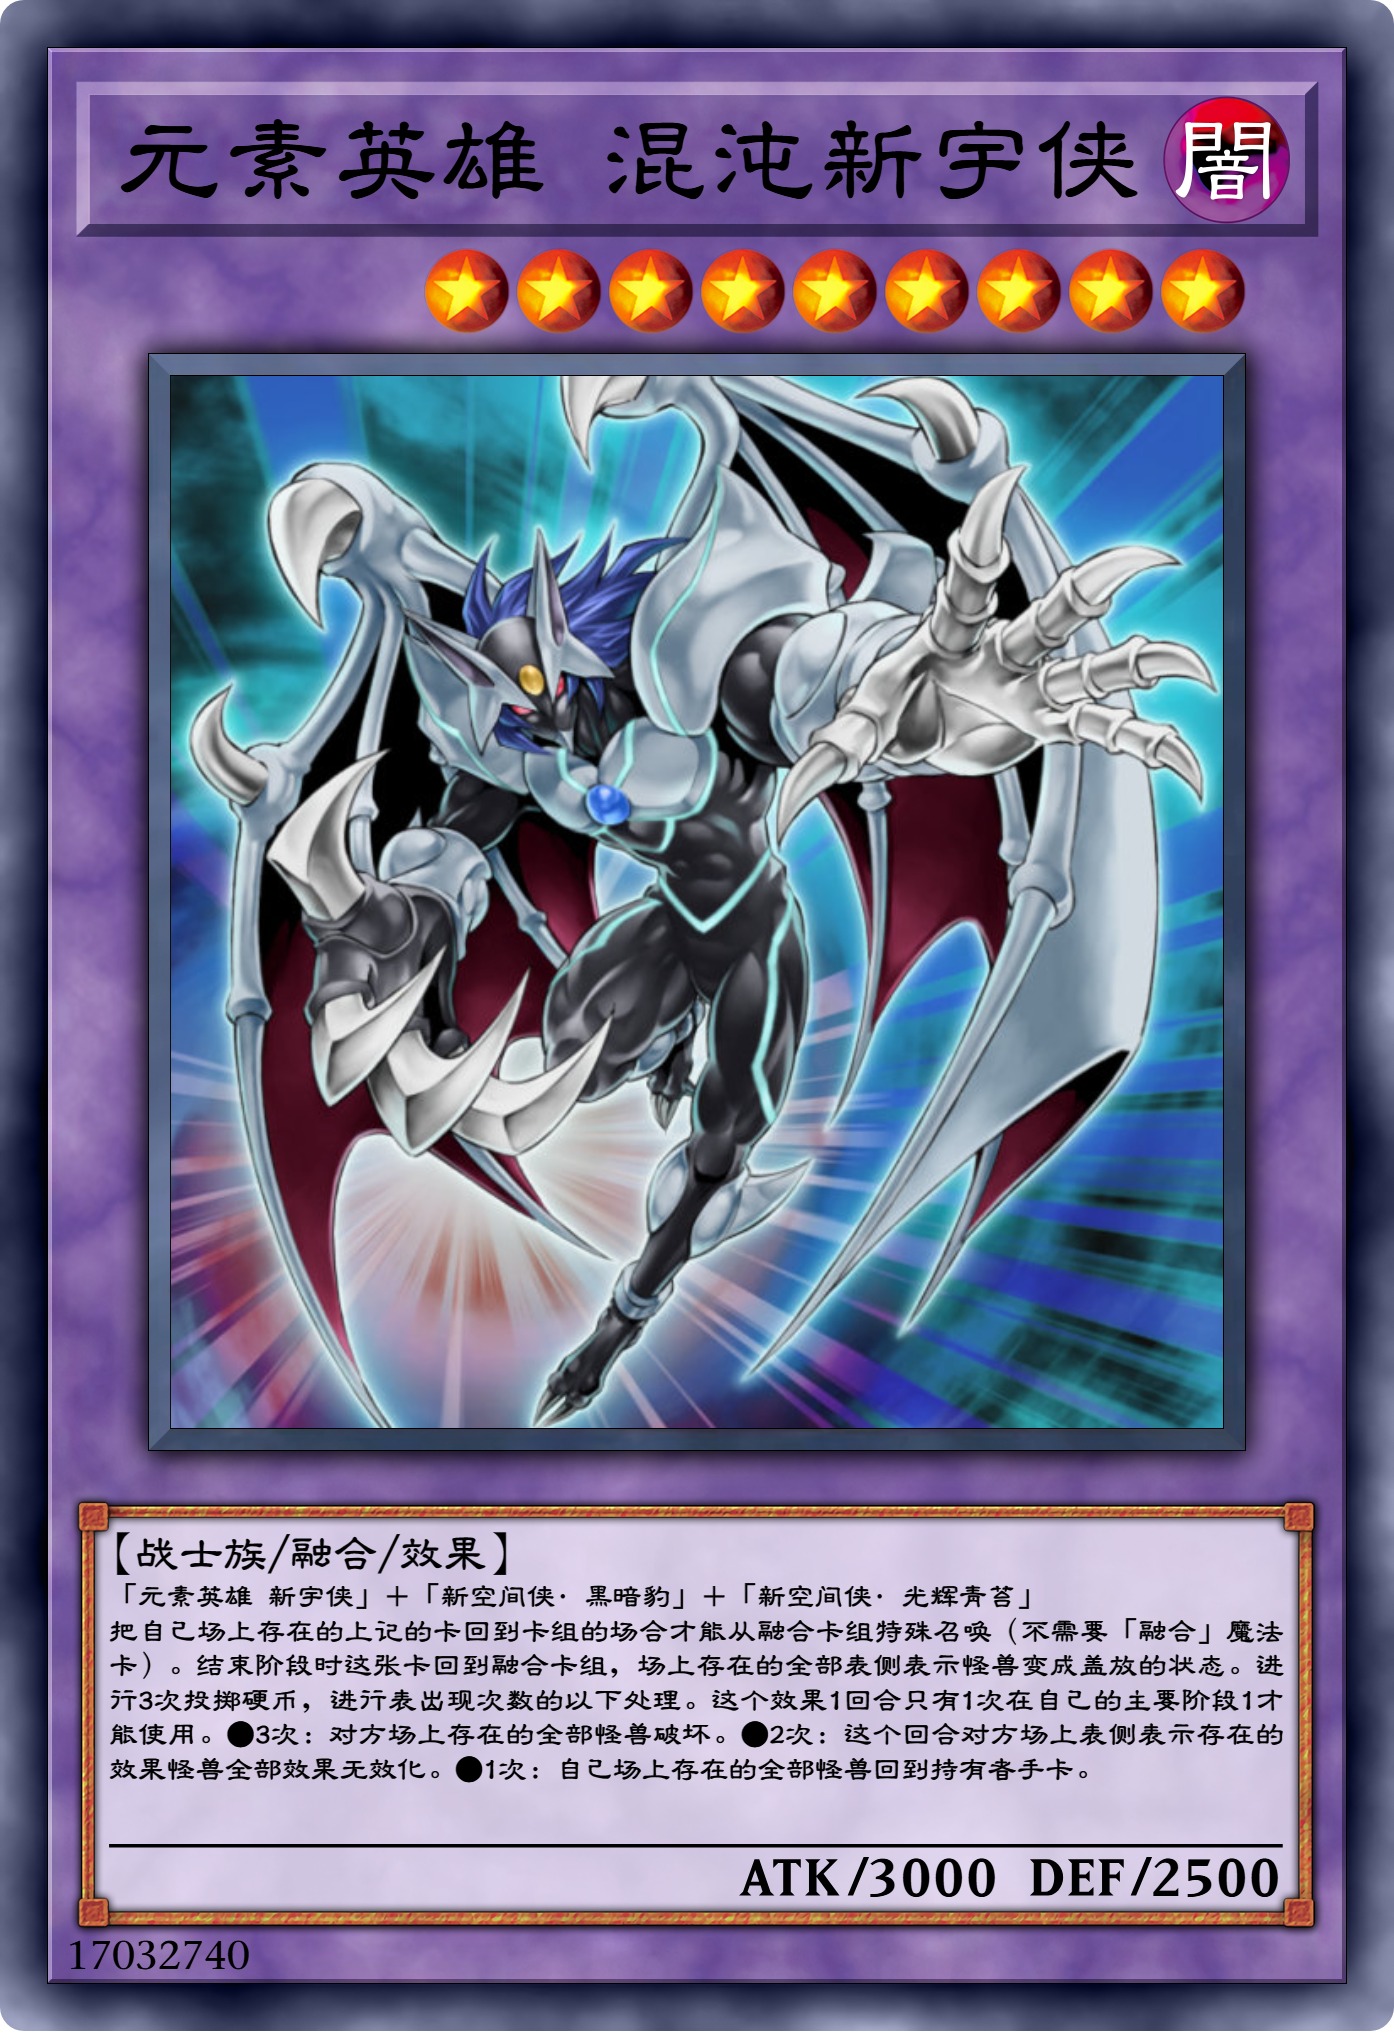 元素英雄 混沌新宇侠 闇
【战士族/融合/效果】
「元素英雄 新宇侠」＋「新空间侠·黑暗豹」＋「新空间侠·光辉青苔」
把自己场上存在的上记的卡回到卡组的场合才能从融合卡组特殊召唤（不需要「融合」魔法
卡）。结束阶段时这张卡回到融合卡组，场上存在的全部表侧表示怪兽变成盖放的状态。进
行3次投掷硬币，进行表出现次数的以下处理。这个效果1回合只有1次在自己的主要阶段1才
能使用。●3次：对方场上存在的全部怪兽破坏。●2次：这个回合对方场上表侧表示存在的
效果怪兽全部效果无效化。●1次：自己场上存在的全部怪兽回到持有者手卡。
ATK/3000 DEF/2500
17032740